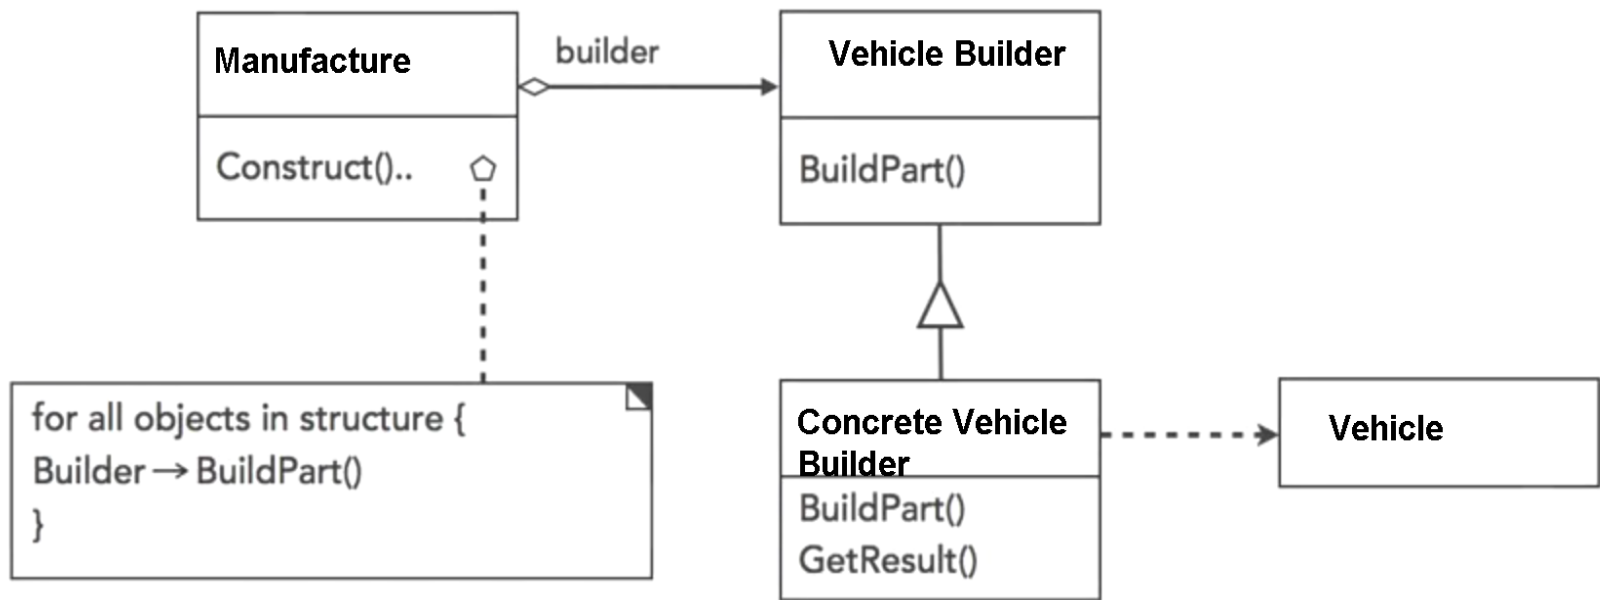 Manufacture
builder
Vehicle Builder
Construct()..
BuildPart()
for all objects in structure {
Builder → BuildPart()
}
Concrete Vehicle
Builder
BuildPart()
GetResult()
Vehicle